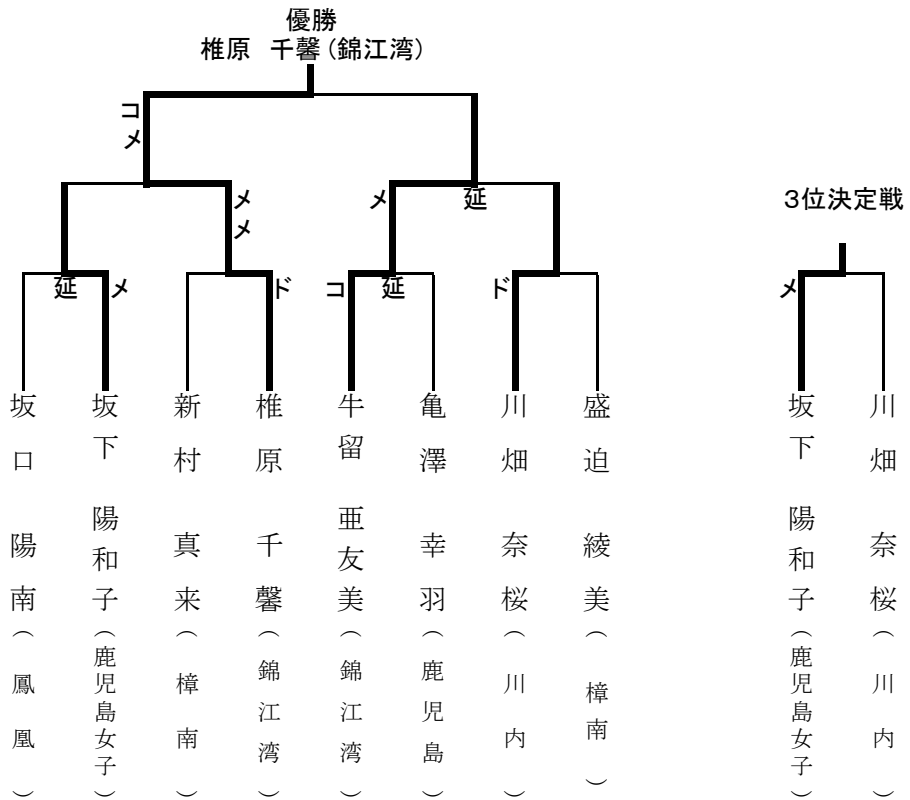 優勝
椎原　千馨（錦江湾）
コ
メ
メ
メ
メ
延
3位決定戦
延
メ
ド
コ
延
ド
メ
坂口　陽南（鳳凰）
坂下　陽和子（鹿児島女子）
新村　真来（樟南）
椎原　千馨（錦江湾）
牛留　亜友美（錦江湾）
亀澤　幸羽（鹿児島）
川畑　奈桜（川内）
盛迫　綾美（樟南）
坂下　陽和子（鹿児島女子）
川畑　奈桜（川内）